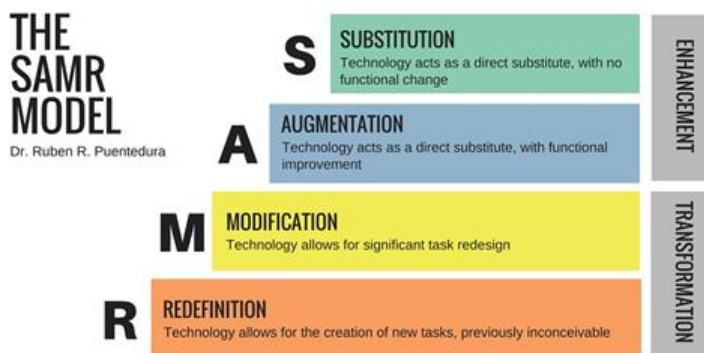 THE
SAMR
MODEL
Dr. Ruben R. Puentedura
S
SUBSTITUTION
Technology acts as a direct substitute, with no
functional change
A
AUGMENTATION
Technology acts as a direct substitute, with functional
improvement
ENHANCEMENT
M
MODIFICATION
Technology allows for significant task redesign
R
REDEFINITION
Technology allows for the creation of new tasks, previously inconceivable
TRANSFORMATION